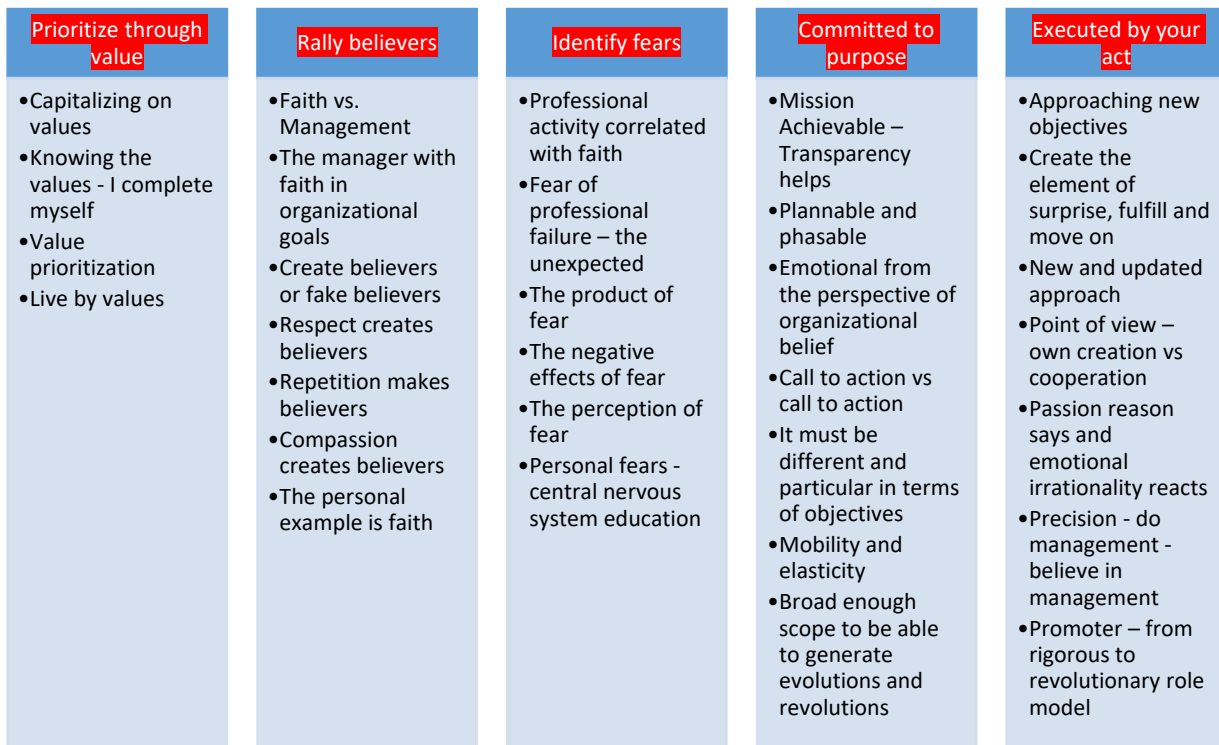 Prioritize through
value
•Capitalizing on
values
•Knowing the
values - I complete
myself
•Value
prioritization
•Live by values
Rally believers
•Faith vs.
Management
•The manager with
faith in
organizational
goals
•Create believers
or fake believers
•Respect creates
believers
•Repetition makes
believers
•Compassion
creates believers
•The personal
example is faith
Identify fears
•Professional
activity correlated
with faith
•Fear of
professional
failure – the
unexpected
•The product of
fear
•The negative
effects of fear
•The perception of
fear
•Personal fears -
central nervous
system education
Committed to
purpose
•Mission
Achievable –
Transparency
helps
•Plannable and
phasable
•Emotional from
the perspective of
organizational
belief
•Call to action vs
call to action
•It must be
different and
particular in terms
of objectives
•Mobility and
elasticity
•Broad enough
scope to be able
to generate
evolutions and
revolutions
Executed by your
act
•Approaching new
objectives
•Create the
element of
surprise, fulfill and
move on
•New and updated
approach
•Point of view –
own creation vs
cooperation
•Passion reason
says and
emotional
irrationality reacts
•Precision - do
management -
believe in
management
•Promoter – from
rigorous to
revolutionary role
model